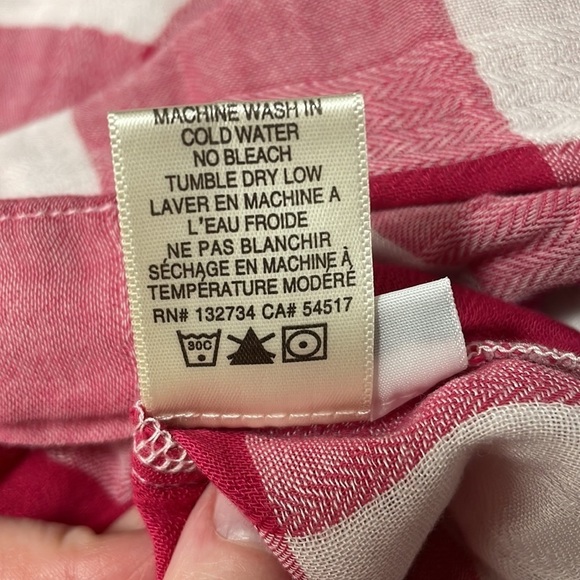 MACHINE WASH IN
COLD WATER
NO BLEACH
TUMBLE DRY LOW
LAVER EN MACHINE A
L'EAU FROIDE
NE PAS BLANCHIR
SÉCHAGE EN MACHINE À
TEMPÉRATURE MODÉRÉ
RN# 132734 CA# 54517
30C